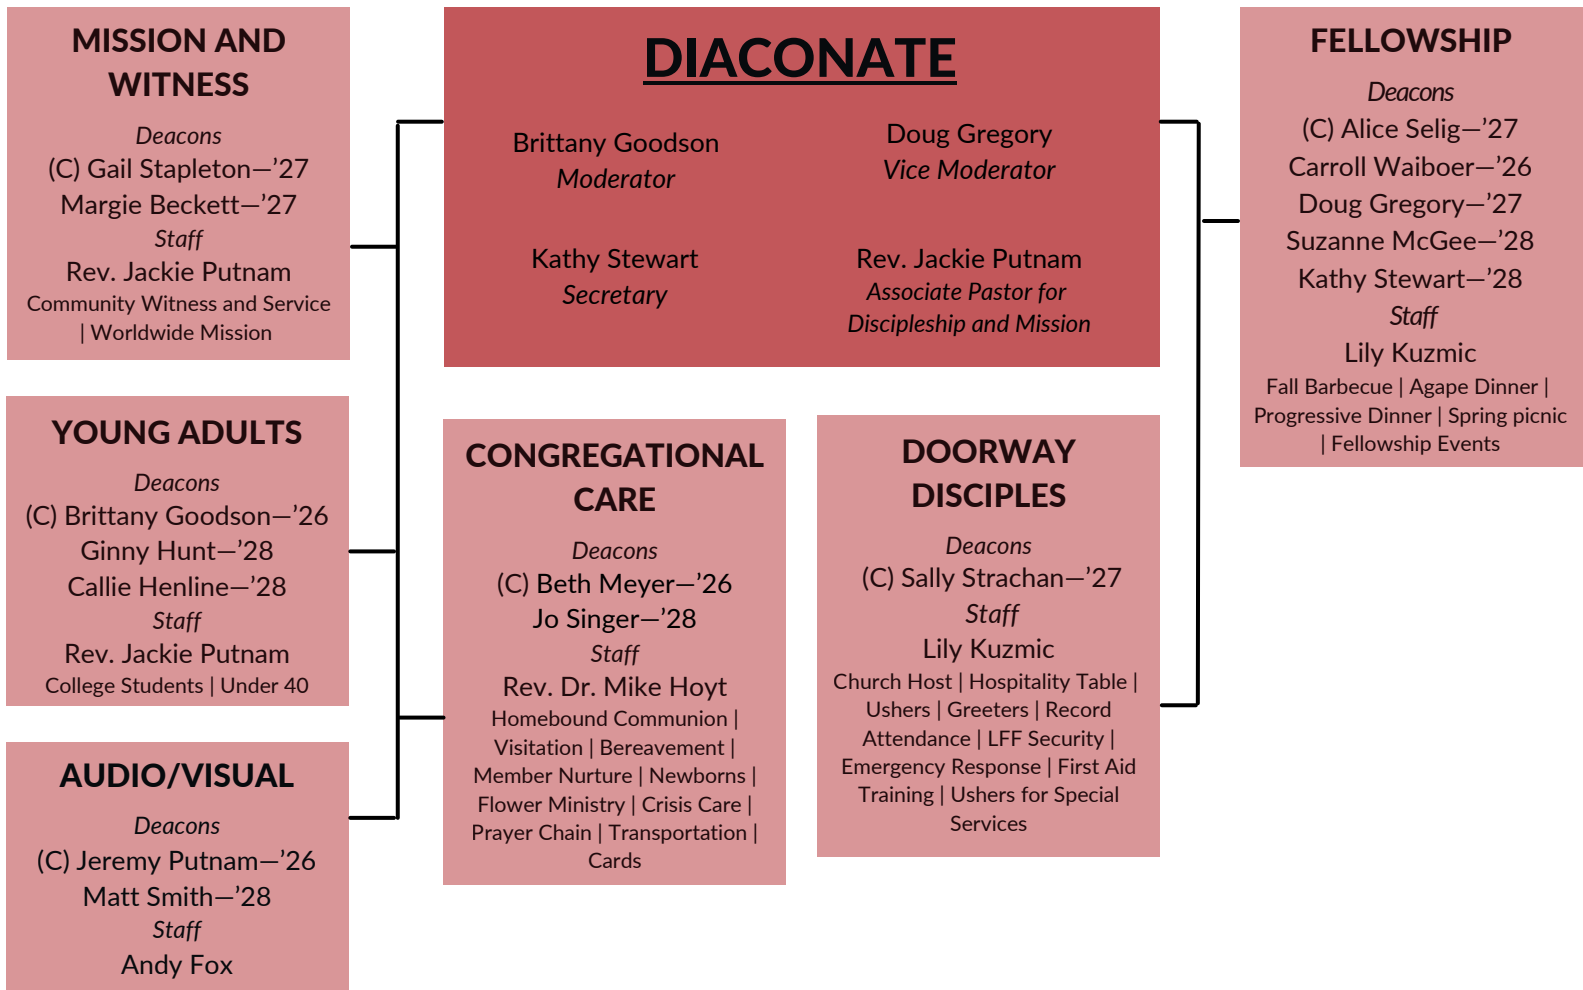 MISSION AND
WITNESS
Deacons
(C) Gail Stapleton—’27
Margie Beckett—’27
Staff
Rev. Jackie Putnam
Community Witness and Service
| Worldwide Mission
DIACONATE
Brittany Goodson
Moderator
Doug Gregory
Vice Moderator
Kathy Stewart
Secretary
Rev. Jackie Putnam
Associate Pastor for
Discipleship and Mission
FELLOWSHIP
Deacons
(C) Alice Selig—’27
Carroll Waiboer—’26
Doug Gregory—’27
Suzanne McGee—’28
Kathy Stewart—’28
Staff
Lily Kuzmic
Fall Barbecue | Agape Dinner |
Progressive Dinner | Spring picnic
| Fellowship Events
YOUNG ADULTS
Deacons
(C) Brittany Goodson—’26
Ginny Hunt—’28
Callie Henline—’28
Staff
Rev. Jackie Putnam
College Students | Under 40
CONGREGATIONAL
CARE
Deacons
(C) Beth Meyer—’26
Jo Singer—’28
Staff
Rev. Dr. Mike Hoyt
Homebound Communion |
Visitation | Bereavement |
Member Nurture | Newborns |
Flower Ministry | Crisis Care |
Prayer Chain | Transportation |
Cards
DOORWAY
DISCIPLES
Deacons
(C) Sally Strachan—’27
Staff
Lily Kuzmic
Church Host | Hospitality Table |
Ushers | Greeters | Record
Attendance | LFF Security |
Emergency Response | First Aid
Training | Ushers for Special
Services
AUDIO/VISUAL
Deacons
(C) Jeremy Putnam—’26
Matt Smith—’28
Staff
Andy Fox